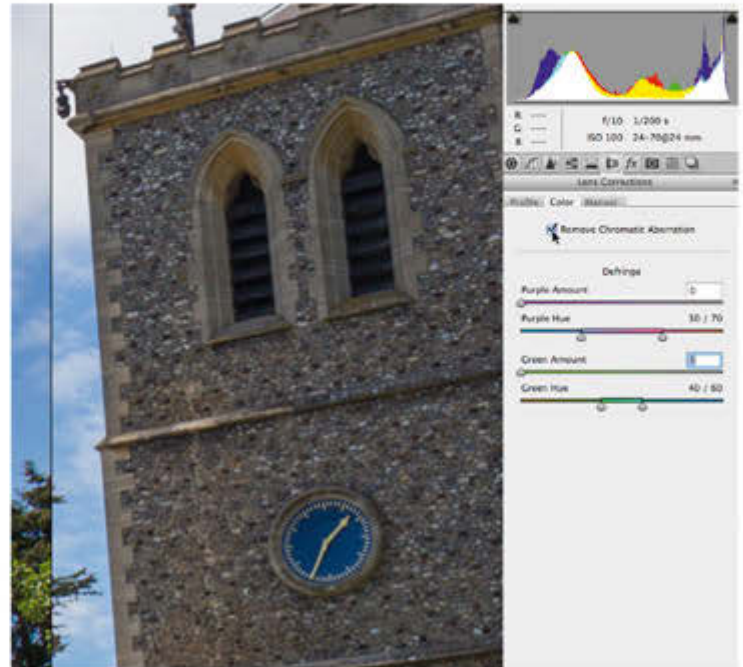 R ---
G ---
B ---
f/10 1/200 s
ISO 100 24-70@24 mm
fx
Lens Corrections
Profile Color Manual
Remove Chromatic Aberration
Defringe
Purple Amount 0
Purple Hue 30 / 70
Green Amount
Green Hue 40 / 60